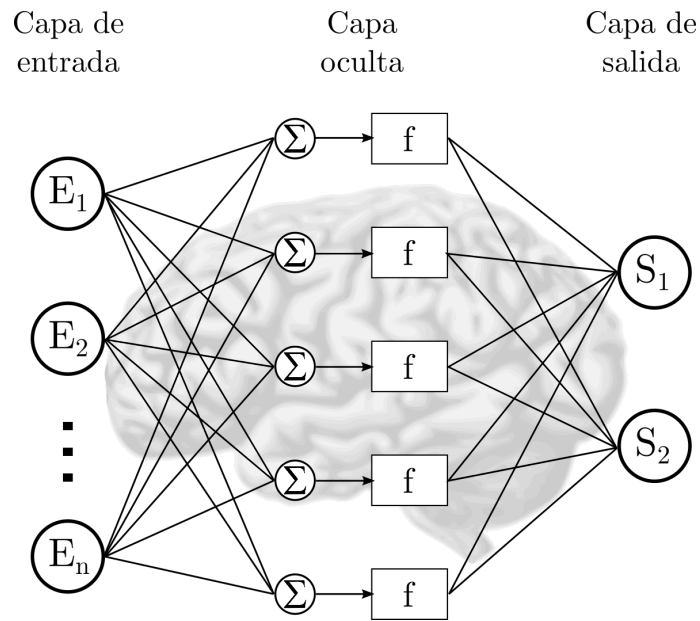 Capa de
entrada
Capa
oculta
Capa de
salida
Σ
f
E₁
Σ
f
S₁
E₂
Σ
f
S₂
Σ
f
Eₙ
Σ
f